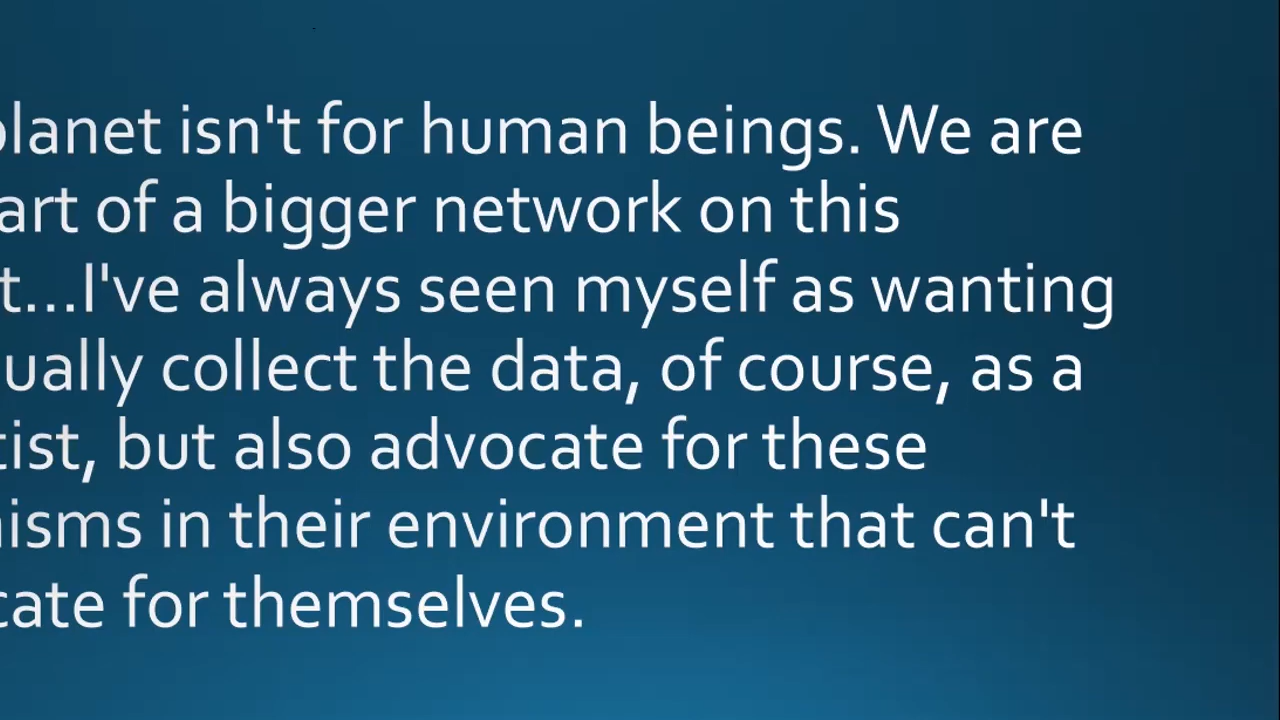 planet isn't for human beings. We are
art of a bigger network on this
t...I've always seen myself as wanting
ually collect the data, of course, as a
tist, but also advocate for these
isms in their environment that can't
cate for themselves.